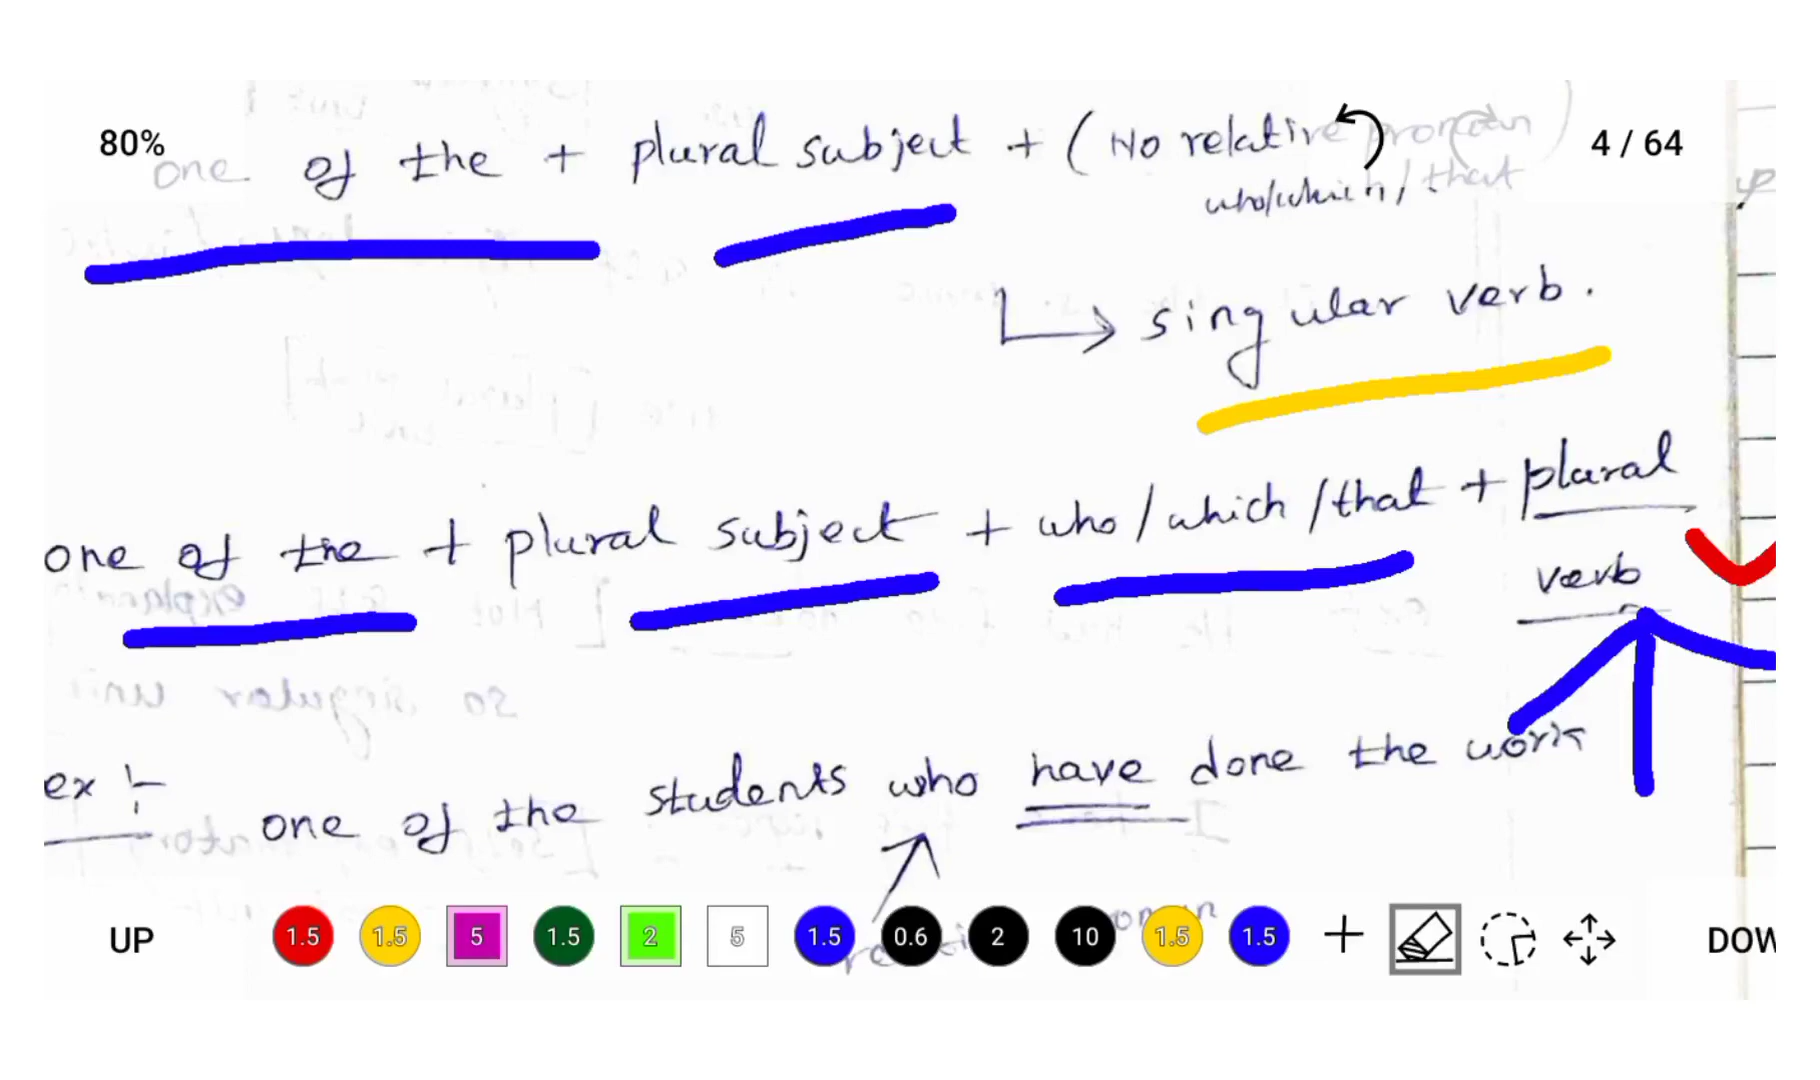 80%
one of the + plural subject + (No relative pronoun)
4 / 64
who/which/that
↳ singular verb.
one of the + plural subject + who/which/that + plural
verb
ex :- one of the students who have done the work
UP 1.5 1.5 5 1.5 2 5 1.5 0.6 2 10 1.5 1.5 + DOW